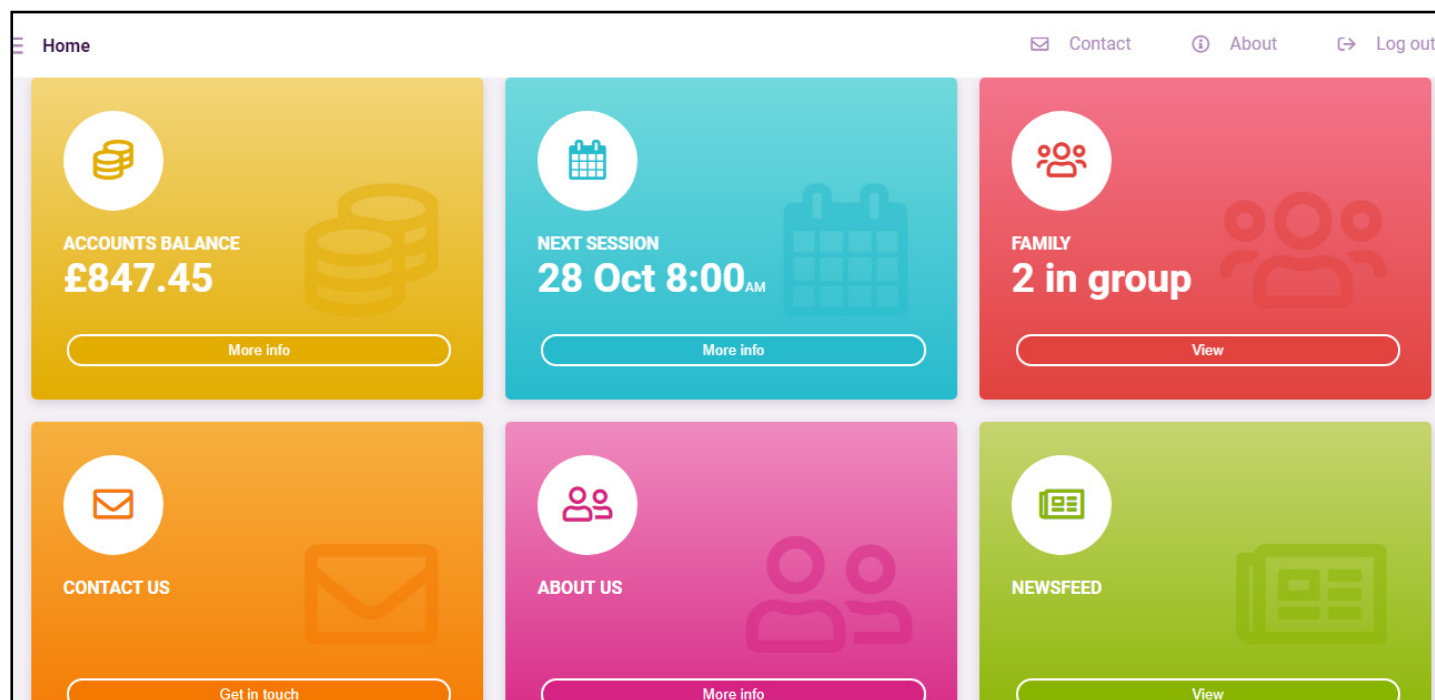 Home
Contact
About
Log out
ACCOUNTS BALANCE
£847.45
More info
NEXT SESSION
28 Oct 8:00AM
More info
FAMILY
2 in group
View
CONTACT US
Get in touch
ABOUT US
More info
NEWSFEED
View